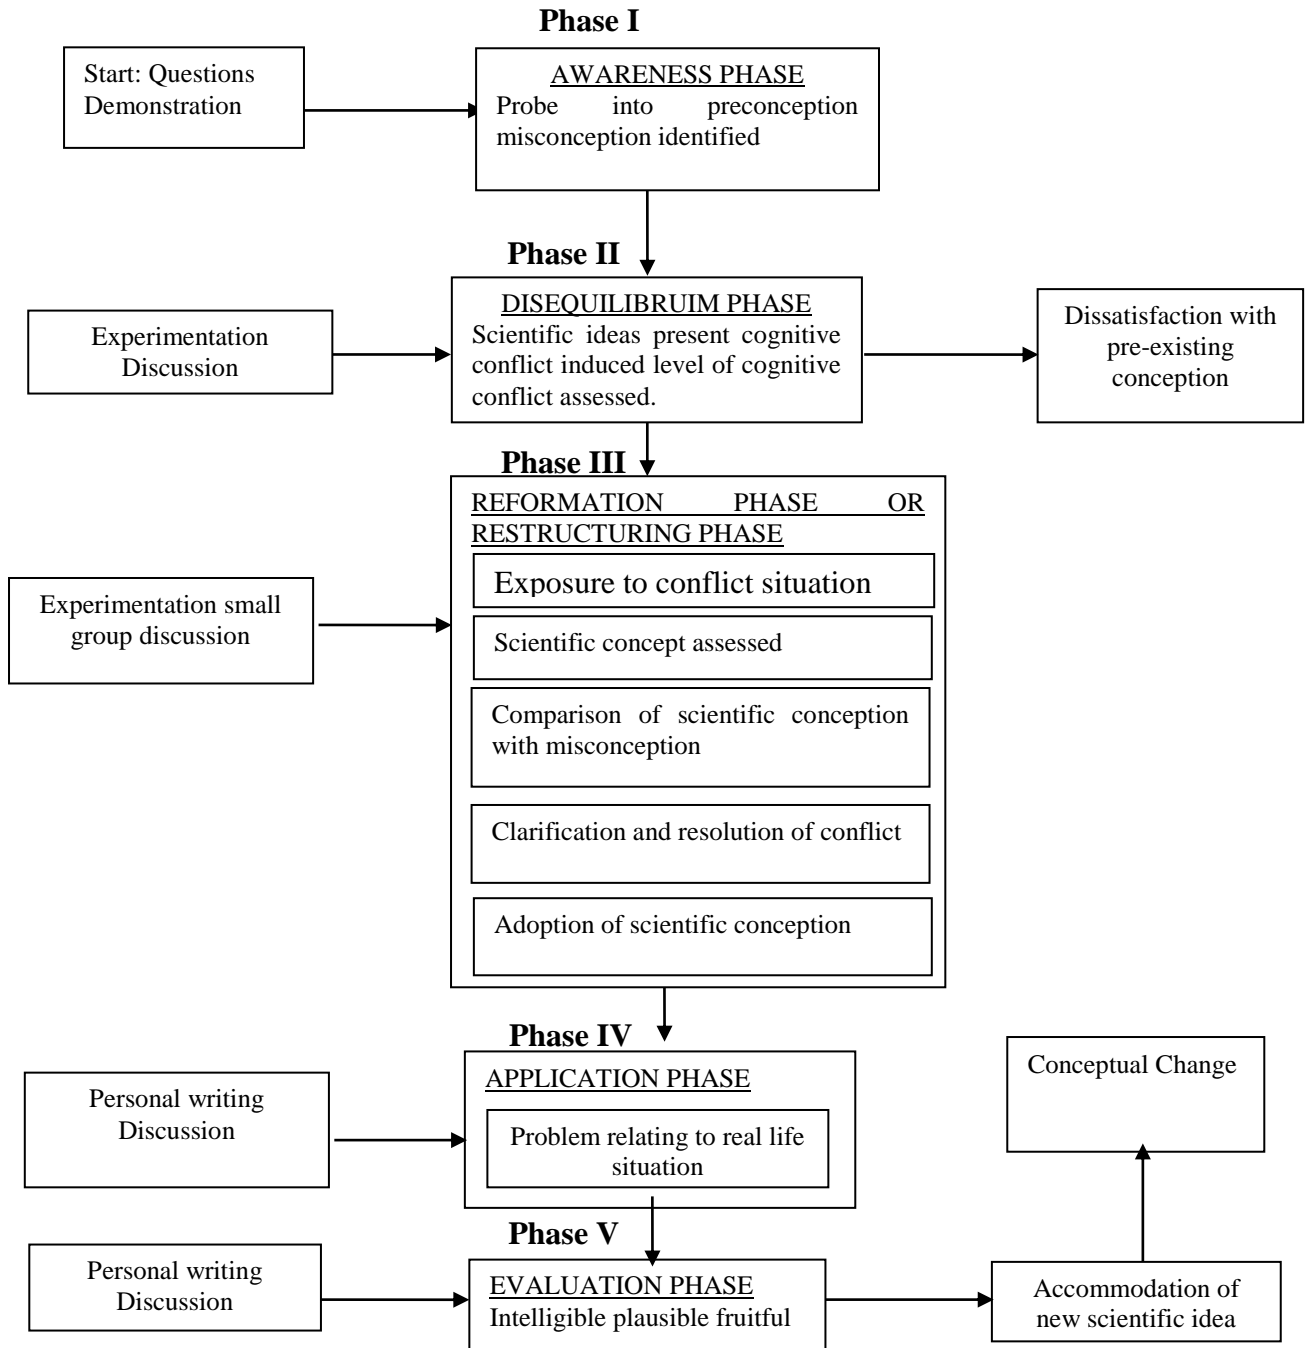 Phase I
Start: Questions
Demonstration
AWARENESS PHASE
Probe into preconception
misconception identified
Phase II
Experimentation
Discussion
DISEQUILIBRUIM PHASE
Scientific ideas present cognitive
conflict induced level of cognitive
conflict assessed.
Dissatisfaction with
pre-existing
conception
Phase III
Experimentation small
group discussion
REFORMATION PHASE OR
RESTRUCTURING PHASE
Exposure to conflict situation
Scientific concept assessed
Comparison of scientific conception
with misconception
Clarification and resolution of conflict
Adoption of scientific conception
Phase IV
Personal writing
Discussion
APPLICATION PHASE
Problem relating to real life
situation
Conceptual Change
Phase V
Personal writing
Discussion
EVALUATION PHASE
Intelligible plausible fruitful
Accommodation of
new scientific idea